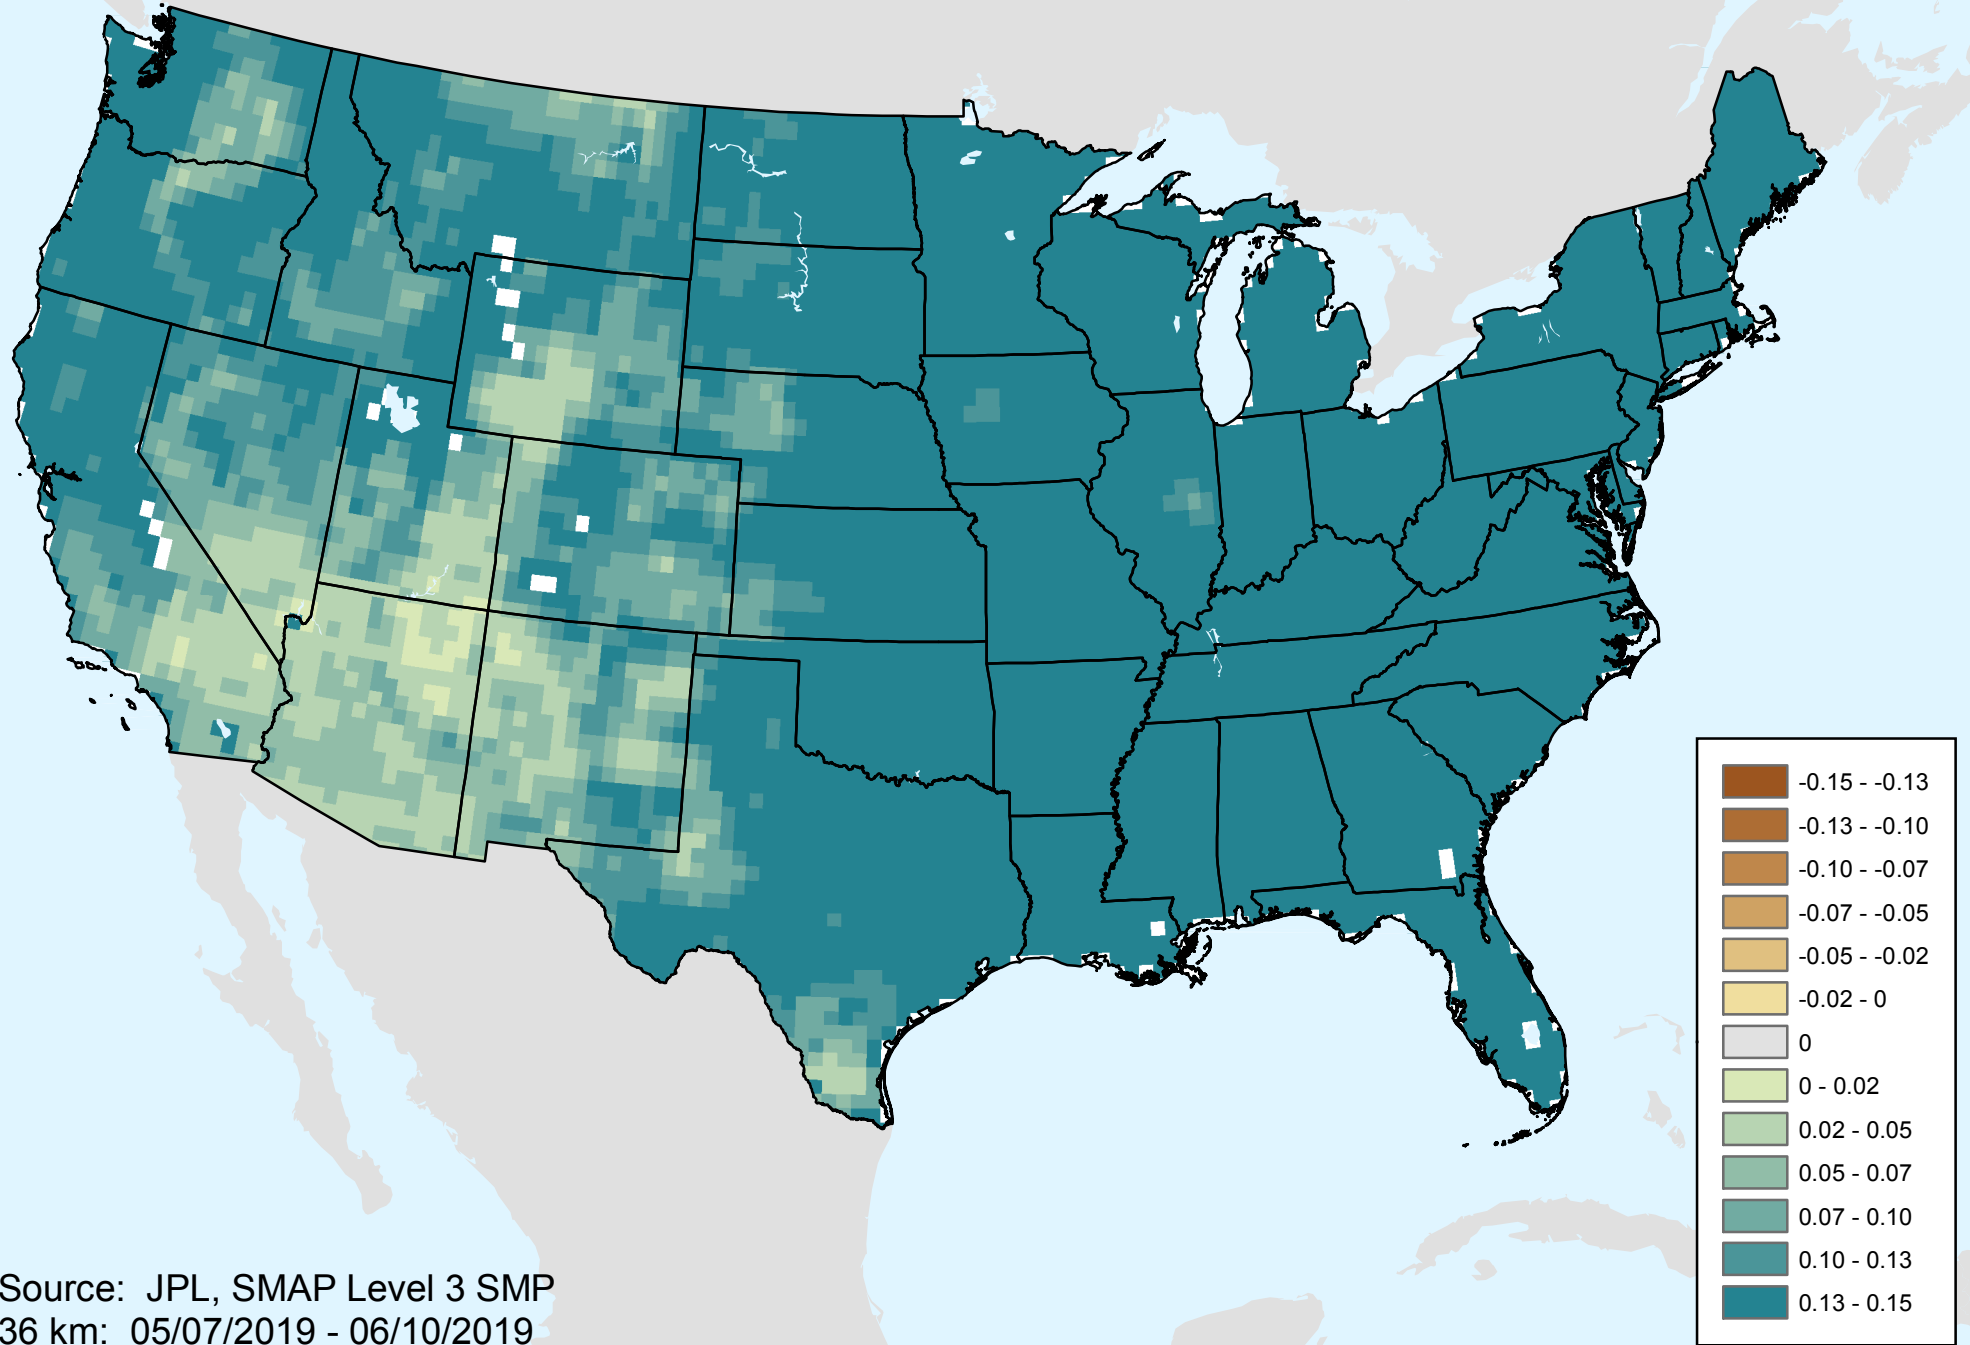 -0.15 - -0.13
-0.13 - -0.10
-0.10 - -0.07
-0.07 - -0.05
-0.05 - -0.02
-0.02 - 0
0
0 - 0.02
0.02 - 0.05
0.05 - 0.07
0.07 - 0.10
0.10 - 0.13
0.13 - 0.15
Source: JPL, SMAP Level 3 SMP
36 km: 05/07/2019 - 06/10/2019